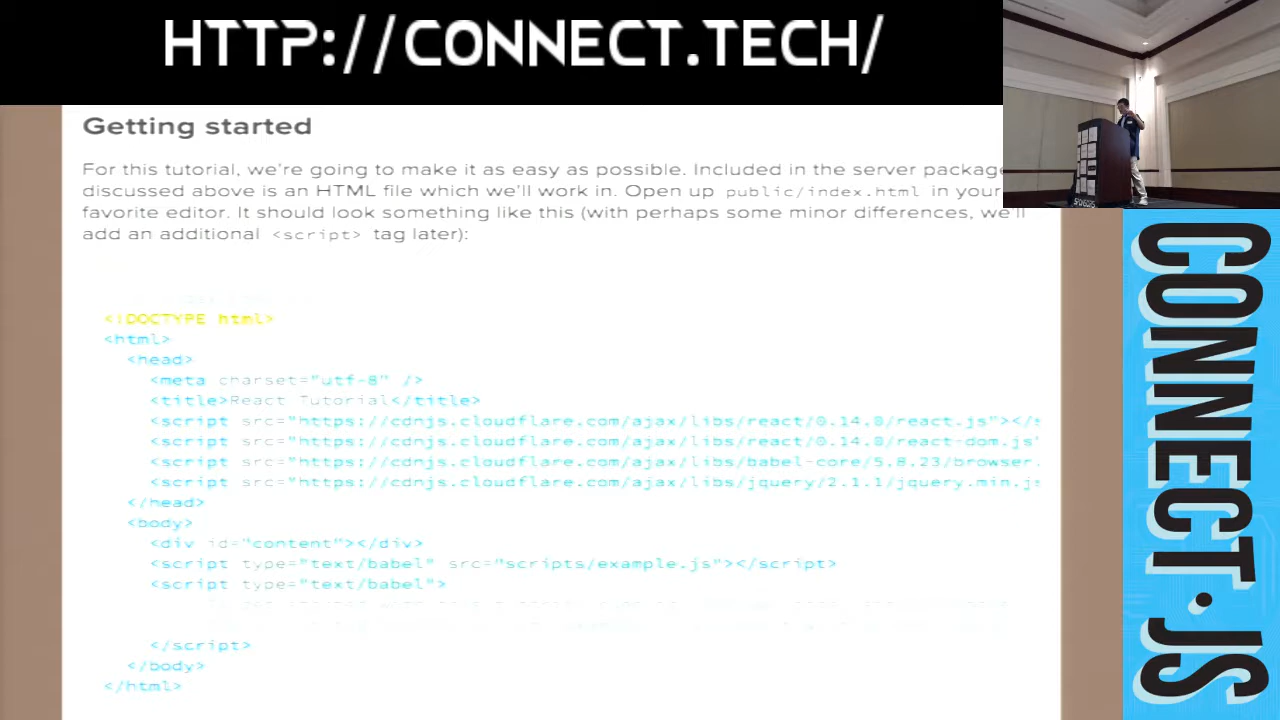 HTTP://CONNECT.TECH/
Getting started
For this tutorial, we're going to make it as easy as possible. Included in the server package
discussed above is an HTML file which we'll work in. Open up public/index.html in your
favorite editor. It should look something like this (with perhaps some minor differences, we'll
add an additional <script> tag later):
<!DOCTYPE html>
<html>
<head>
<meta charset="utf-8" />
<title>React Tutorial</title>
<script src="https://cdnjs.cloudflare.com/ajax/libs/react/0.14.0/react.js"></s
<script src="https://cdnjs.cloudflare.com/ajax/libs/react/0.14.0/react-dom.js"
<script src="https://cdnjs.cloudflare.com/ajax/libs/babel-core/5.8.23/browser.
<script src="https://cdnjs.cloudflare.com/ajax/libs/jquery/2.1.1/jquery.min.js
</head>
<body>
<div id="content"></div>
<script type="text/babel" src="scripts/example.js"></script>
<script type="text/babel">
</script>
</body>
</html>
CONNECT.JS